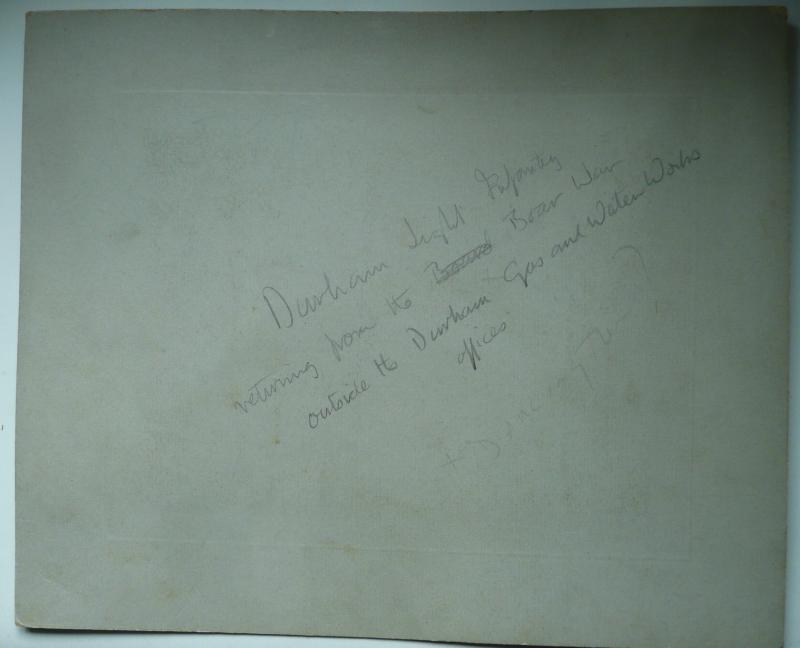 Durham Light Infantry
returning from the Boer War
outside the Durham Gas and Water Works
offices